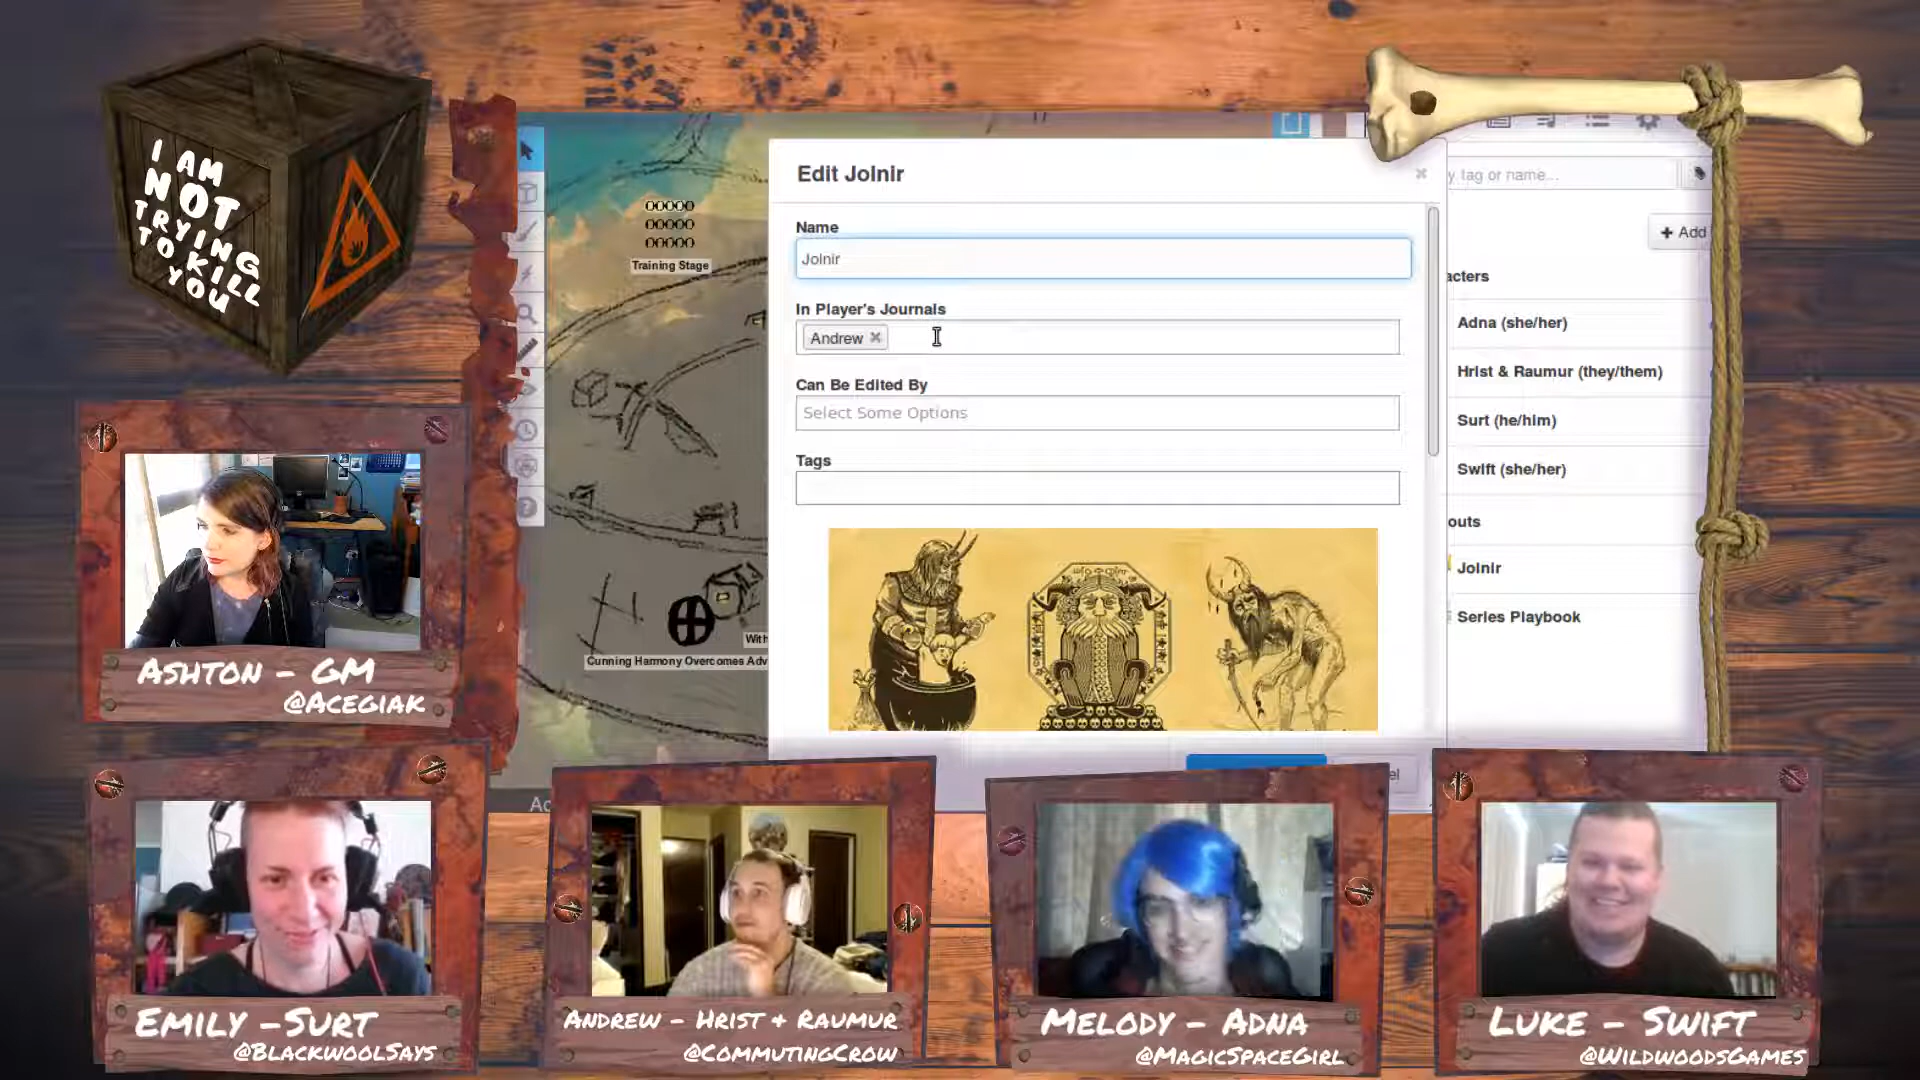 I AM
NOT
TRYING
TO KILL
YOU
Training Stage
With
Cunning Harmony Overcomes Adv
Edit Jolnir
Name
Jolnir
In Player's Journals
Andrew
Can Be Edited By
Select Some Options
Tags
y tag or name...
Add
acters
Adna (she/her)
Hrist & Raumur (they/them)
Surt (he/him)
Swift (she/her)
outs
Jolnir
Series Playbook
el
ASHTON - GM
@ACEGIAK
EMILY - SURT
@BLACKWOOLSAYS
ANDREW - HRIST + RAUMUR
@COMMUTINGCROW
MELODY - ADNA
@MAGICSPACEGIRL
LUKE - SWIFT
@WILDWOODSGAMES